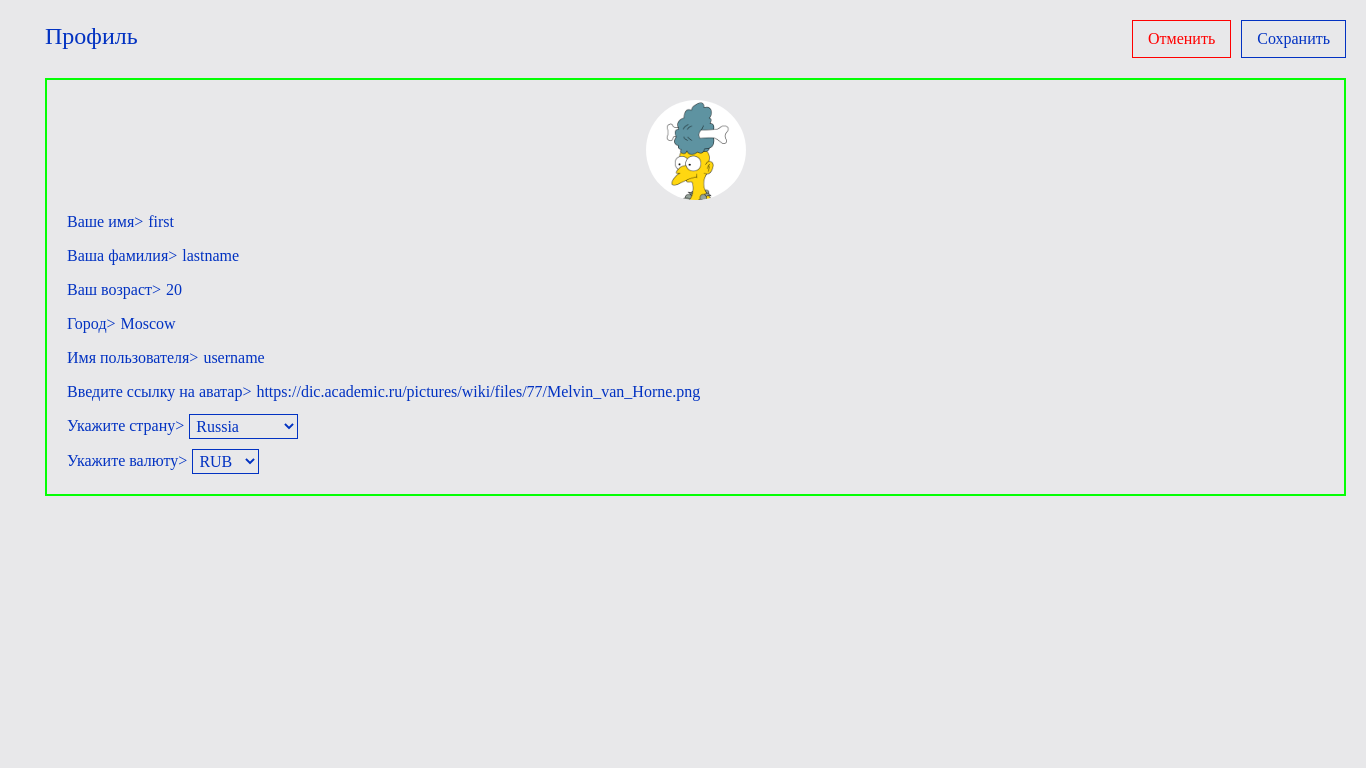 Профиль
Отменить
Сохранить
Ваше имя> first
Ваша фамилия> lastname
Ваш возраст> 20
Город> Moscow
Имя пользователя> username
Введите ссылку на аватар> https://dic.academic.ru/pictures/wiki/files/77/Melvin_van_Horne.png
Укажите страну> Russia
Укажите валюту> RUB